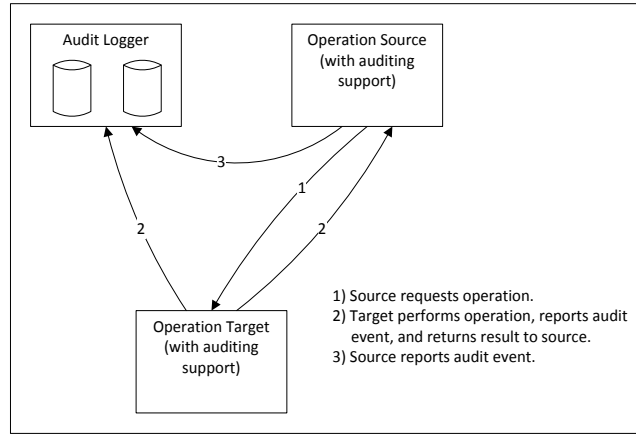 Audit Logger
Operation Source
(with auditing
support)
3
1
2
2
Operation Target
(with auditing
support)
1) Source requests operation.
2) Target performs operation, reports audit
event, and returns result to source.
3) Source reports audit event.